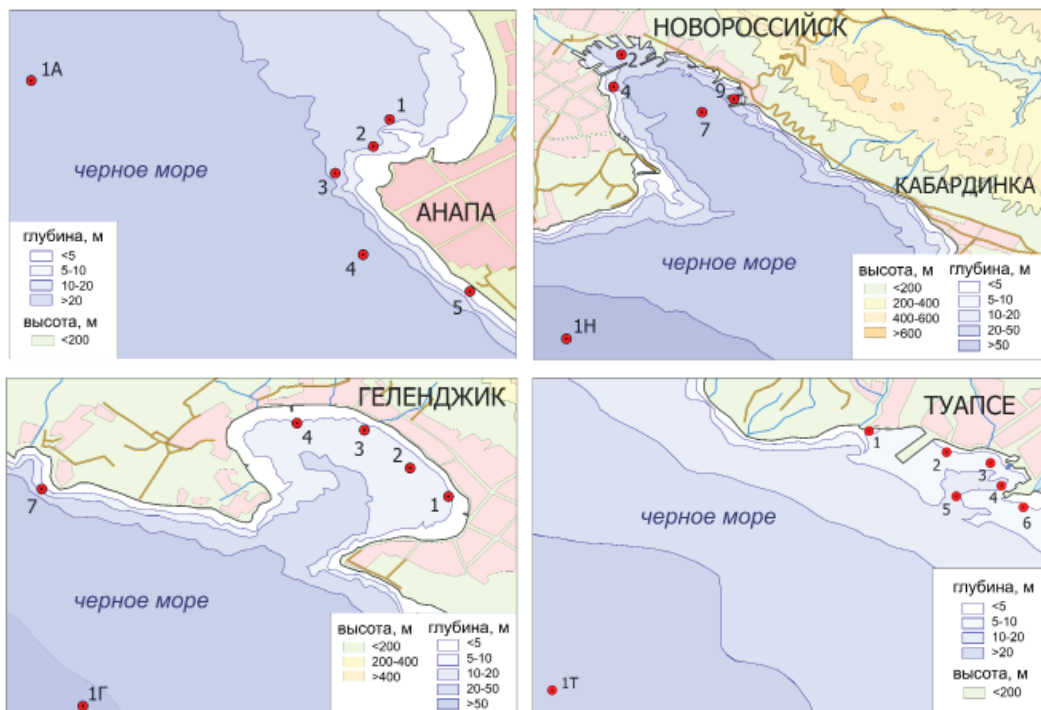 1А
1
2
3
4
5
черное море
АНАПА
глубина, м
<5
5-10
10-20
>20
высота, м
<200
НОВОРОССИЙСК
2
4
9
7
КАБАРДИНКА
черное море
1Н
высота, м
<200
200-400
400-600
>600
глубина, м
<5
5-10
10-20
20-50
>50
ГЕЛЕНДЖИК
4
3
2
1
7
черное море
1Г
высота, м
<200
200-400
>400
глубина, м
<5
5-10
10-20
20-50
>50
ТУАПСЕ
1
2
3
4
5
6
черное море
1Т
глубина, м
<5
5-10
10-20
>20
высота, м
<200